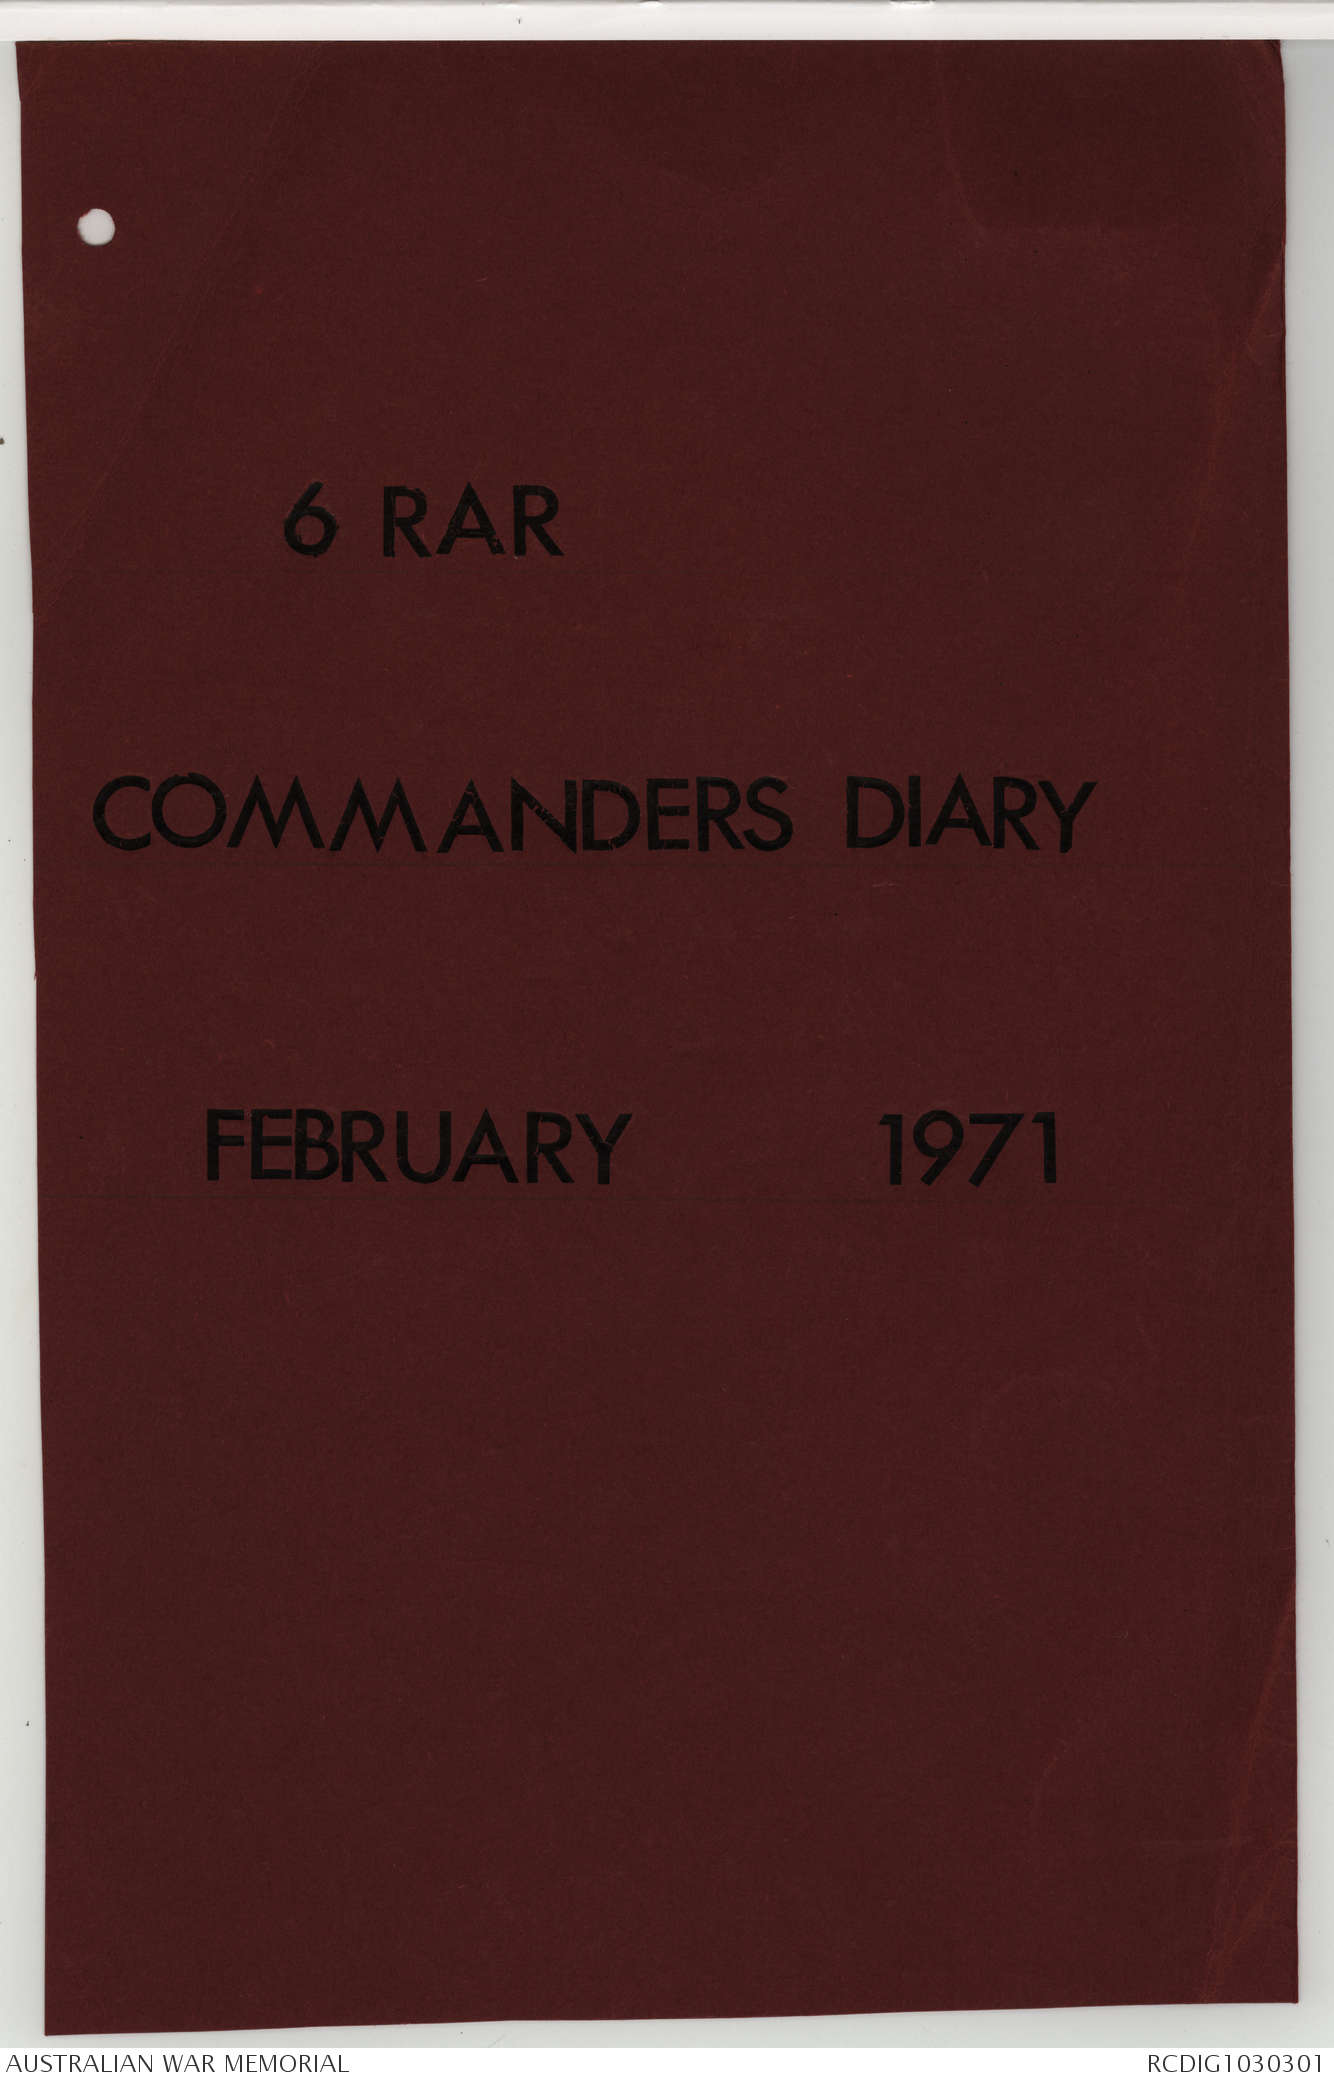 6 RAR
COMMANDERS DIARY
FEBRUARY 1971
AUSTRALIAN WAR MEMORIAL
RCDIG1030301